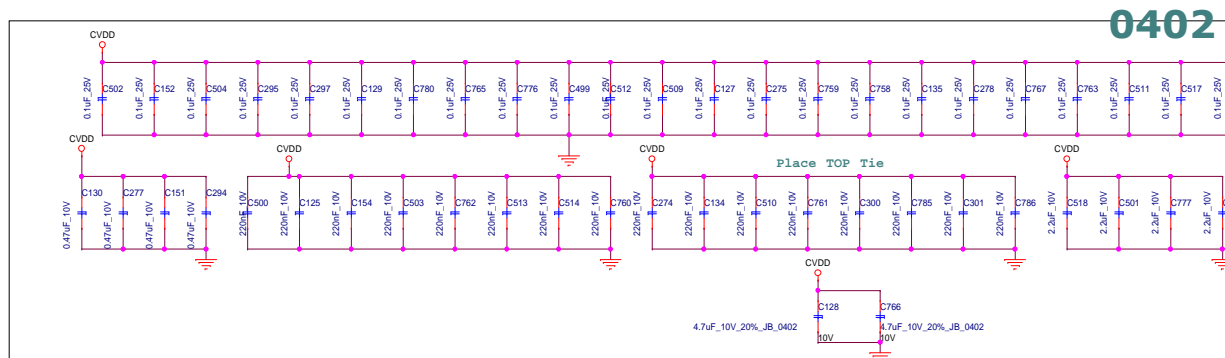 0402
CVDD
C502 C152 C504 C295 C297 C129 C780 C765 C776 C499 C512 C509 C127 C275 C759 C758 C135 C278 C767 C763 C511 C517
0.1uF_25V 0.1uF_25V 0.1uF_25V 0.1uF_25V 0.1uF_25V 0.1uF_25V 0.1uF_25V 0.1uF_25V 0.1uF_25V 0.1uF_25V 0.1uF_25V 0.1uF_25V 0.1uF_25V 0.1uF_25V 0.1uF_25V 0.1uF_25V 0.1uF_25V 0.1uF_25V 0.1uF_25V 0.1uF_25V 0.1uF_25V 0.1uF_25V
CVDD CVDD CVDD CVDD
Place TOP Tie
C130 C277 C151 C294 C500 C125 C154 C503 C762 C513 C514 C760 C274 C134 C510 C761 C300 C785 C301 C786 C518 C501 C777
0.47uF_10V 0.47uF_10V 0.47uF_10V 0.47uF_10V 220nF_10V 220nF_10V 220nF_10V 220nF_10V 220nF_10V 220nF_10V 220nF_10V 220nF_10V 220nF_10V 220nF_10V 220nF_10V 220nF_10V 220nF_10V 220nF_10V 220nF_10V 220nF_10V 2.2uF_10V 2.2uF_10V 2.2uF_10V 2.2uF_10V
CVDD
C128 C766
4.7uF_10V_20%_JB_0402 4.7uF_10V_20%_JB_0402
10V 10V